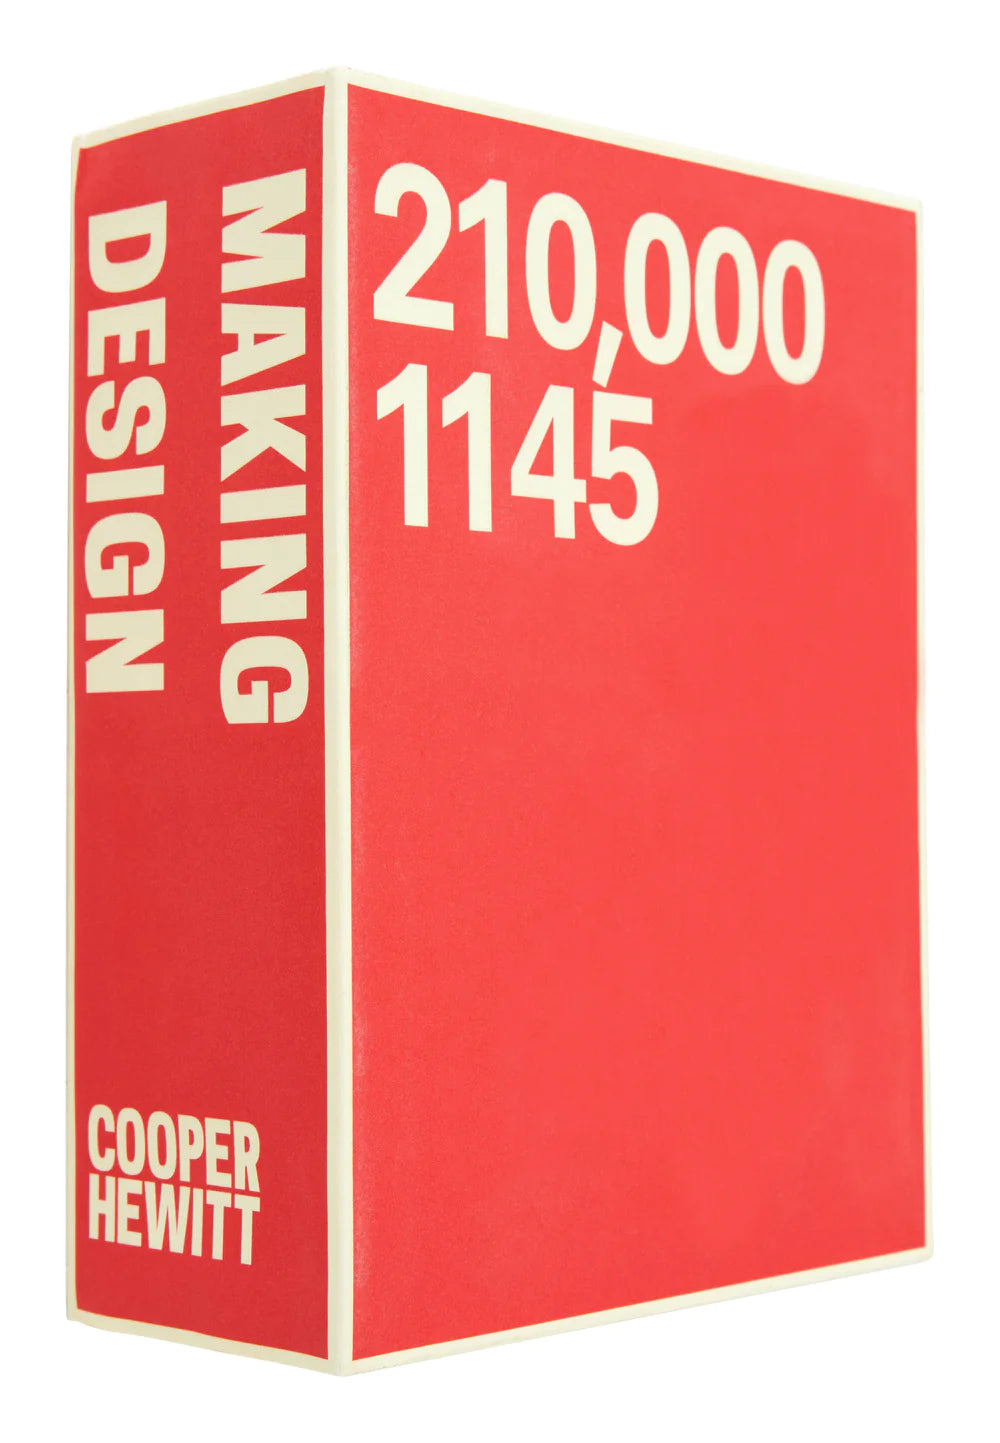 MAKING
DESIGN
COOPER
HEWITT
210,000
1145